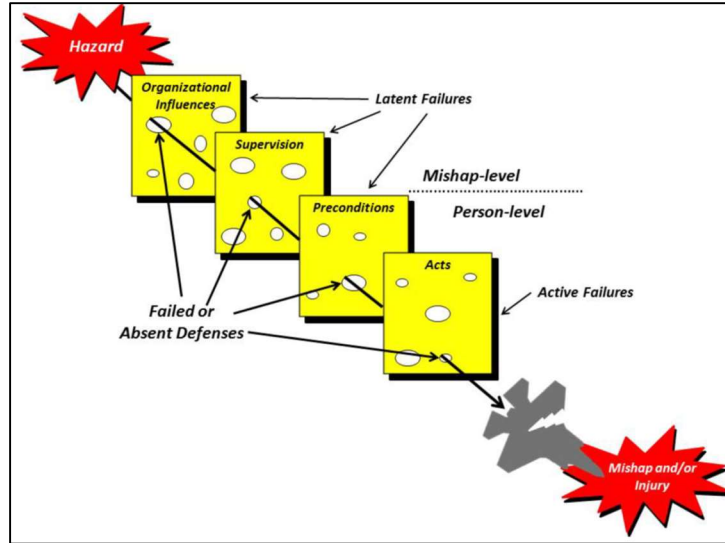 Hazard
Organizational
Influences
Latent Failures
Supervision
Mishap-level
Person-level
Preconditions
Acts
Active Failures
Failed or
Absent Defenses
Mishap and/or
Injury